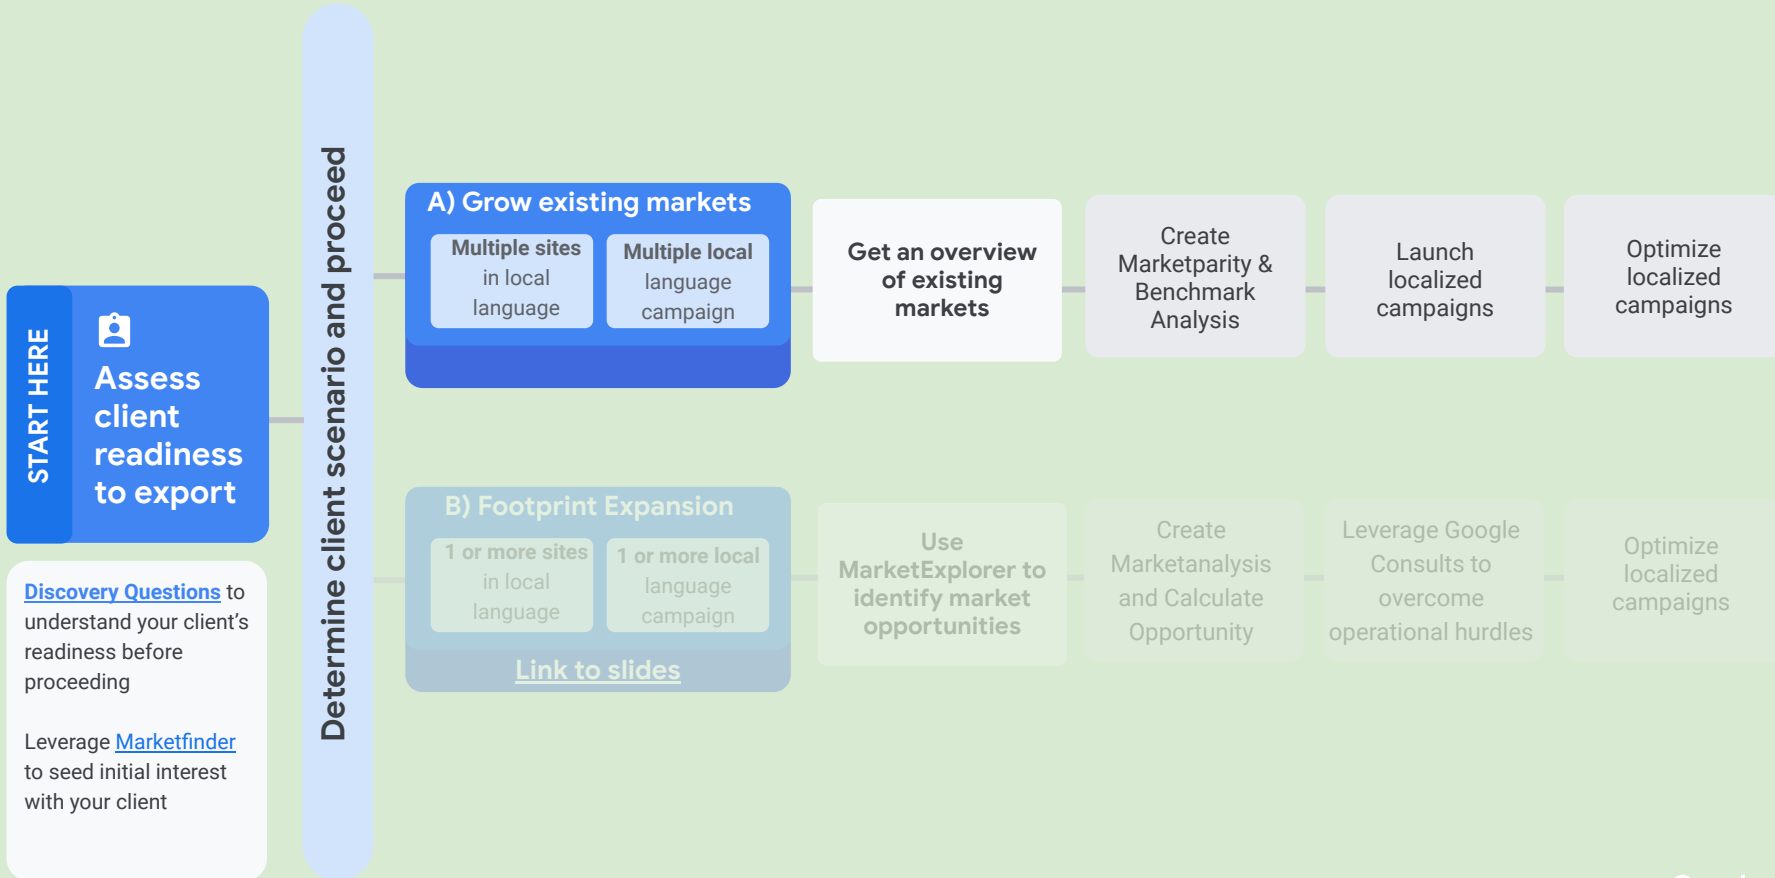 START HERE
Assess
client
readiness
to export
Discovery Questions to
understand your client's
readiness before
proceeding
Leverage Marketfinder
to seed initial interest
with your client
Determine client scenario and proceed
A) Grow existing markets
Multiple sites
in local
language
Multiple local
language
campaign
Get an overview
of existing
markets
Create
Marketparity &
Benchmark
Analysis
Launch
localized
campaigns
Optimize
localized
campaigns
B) Footprint Expansion
1 or more sites
in local
language
1 or more local
language
campaign
Link to slides
Use
MarketExplorer to
identify market
opportunities
Create
Marketanalysis
and Calculate
Opportunity
Leverage Google
Consults to
overcome
operational hurdles
Optimize
localized
campaigns